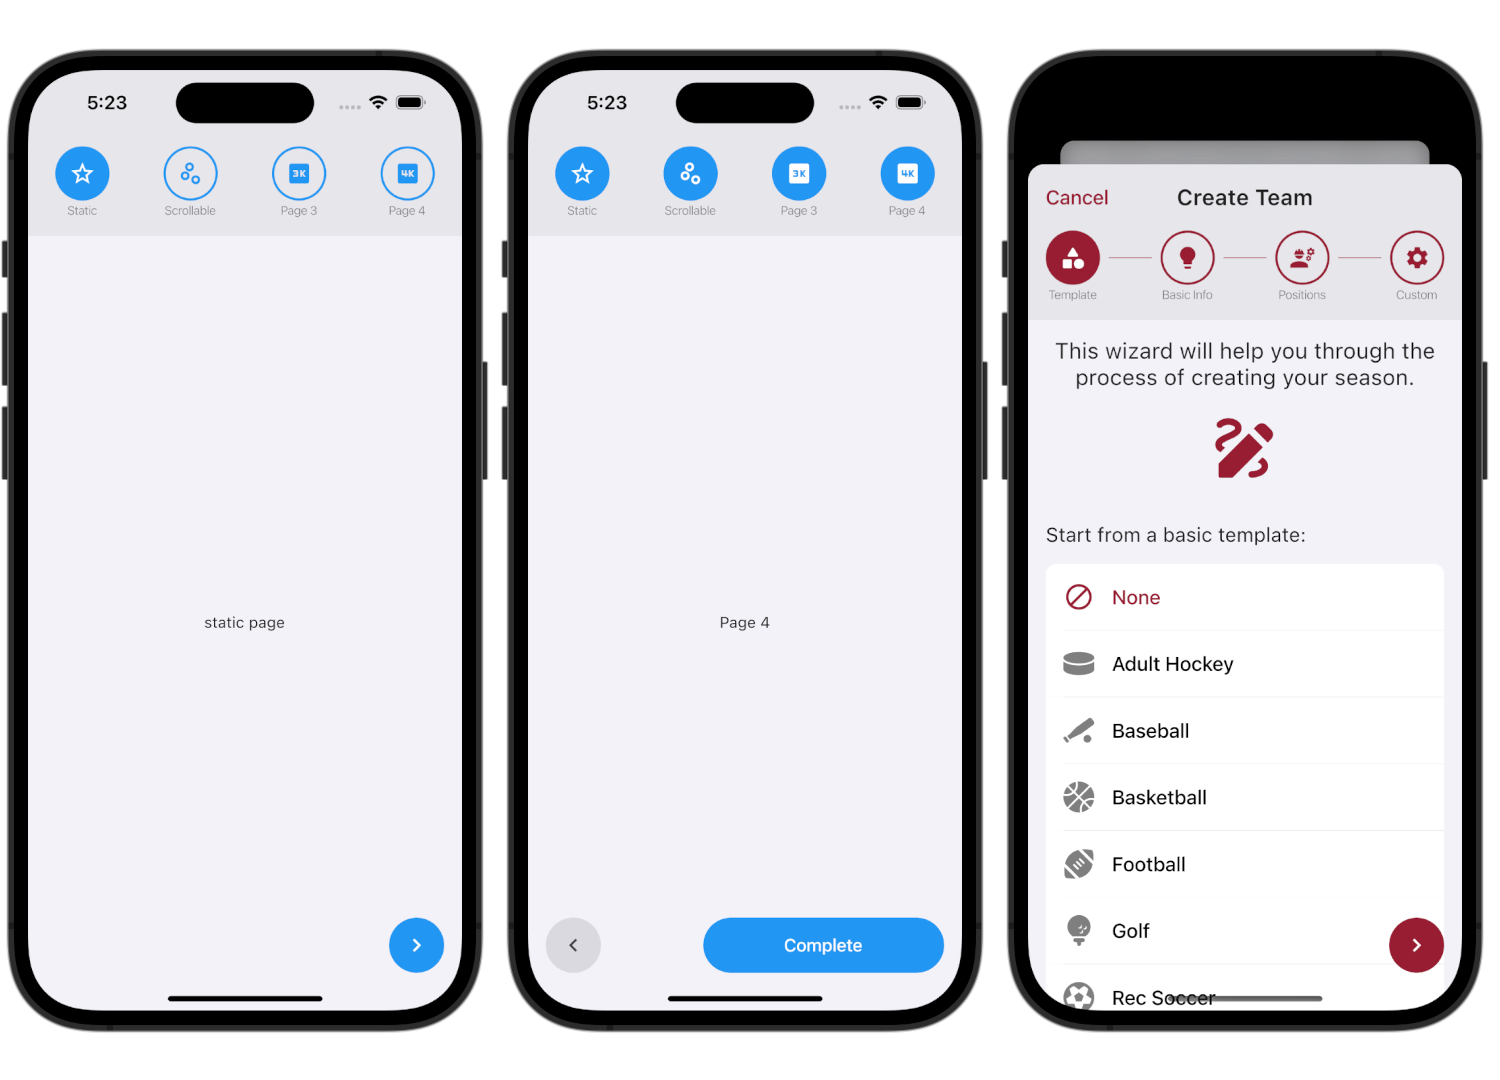 5:23
3K
4K
Static
Scrollable
Page 3
Page 4
static page
5:23
3K
4K
Static
Scrollable
Page 3
Page 4
Page 4
Complete
Cancel
Create Team
Template
Basic Info
Positions
Custom
This wizard will help you through the
process of creating your season.
Start from a basic template:
None
Adult Hockey
Baseball
Basketball
Football
Golf
Rec Soccer